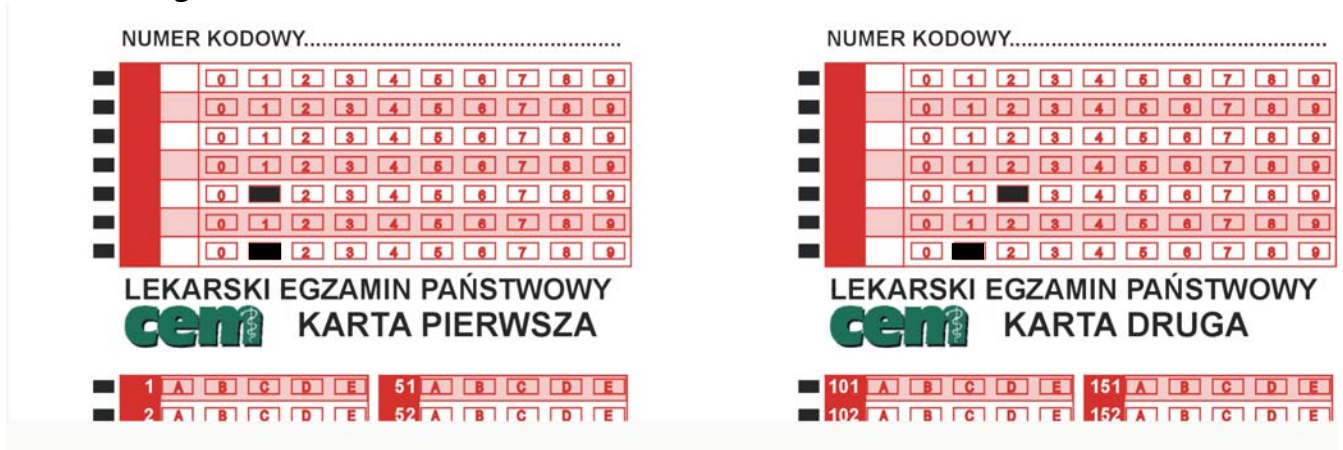 NUMER KODOWY....................................................
0 1 2 3 4 5 6 7 8 9
0 1 2 3 4 5 6 7 8 9
0 1 2 3 4 5 6 7 8 9
0 1 2 3 4 5 6 7 8 9
0 2 3 4 5 6 7 8 9
0 1 2 3 4 5 6 7 8 9
0 2 3 4 5 6 7 8 9
LEKARSKI EGZAMIN PAŃSTWOWY
cem KARTA PIERWSZA
1 A B C D E 51 A B C D E
2 A B C D E 52 A B C D E
NUMER KODOWY....................................................
0 1 2 3 4 5 6 7 8 9
0 1 2 3 4 5 6 7 8 9
0 1 2 3 4 5 6 7 8 9
0 1 2 3 4 5 6 7 8 9
0 1 3 4 5 6 7 8 9
0 1 2 3 4 5 6 7 8 9
0 2 3 4 5 6 7 8 9
LEKARSKI EGZAMIN PAŃSTWOWY
cem KARTA DRUGA
101 A B C D E 151 A B C D E
102 A B C D E 152 A B C D E